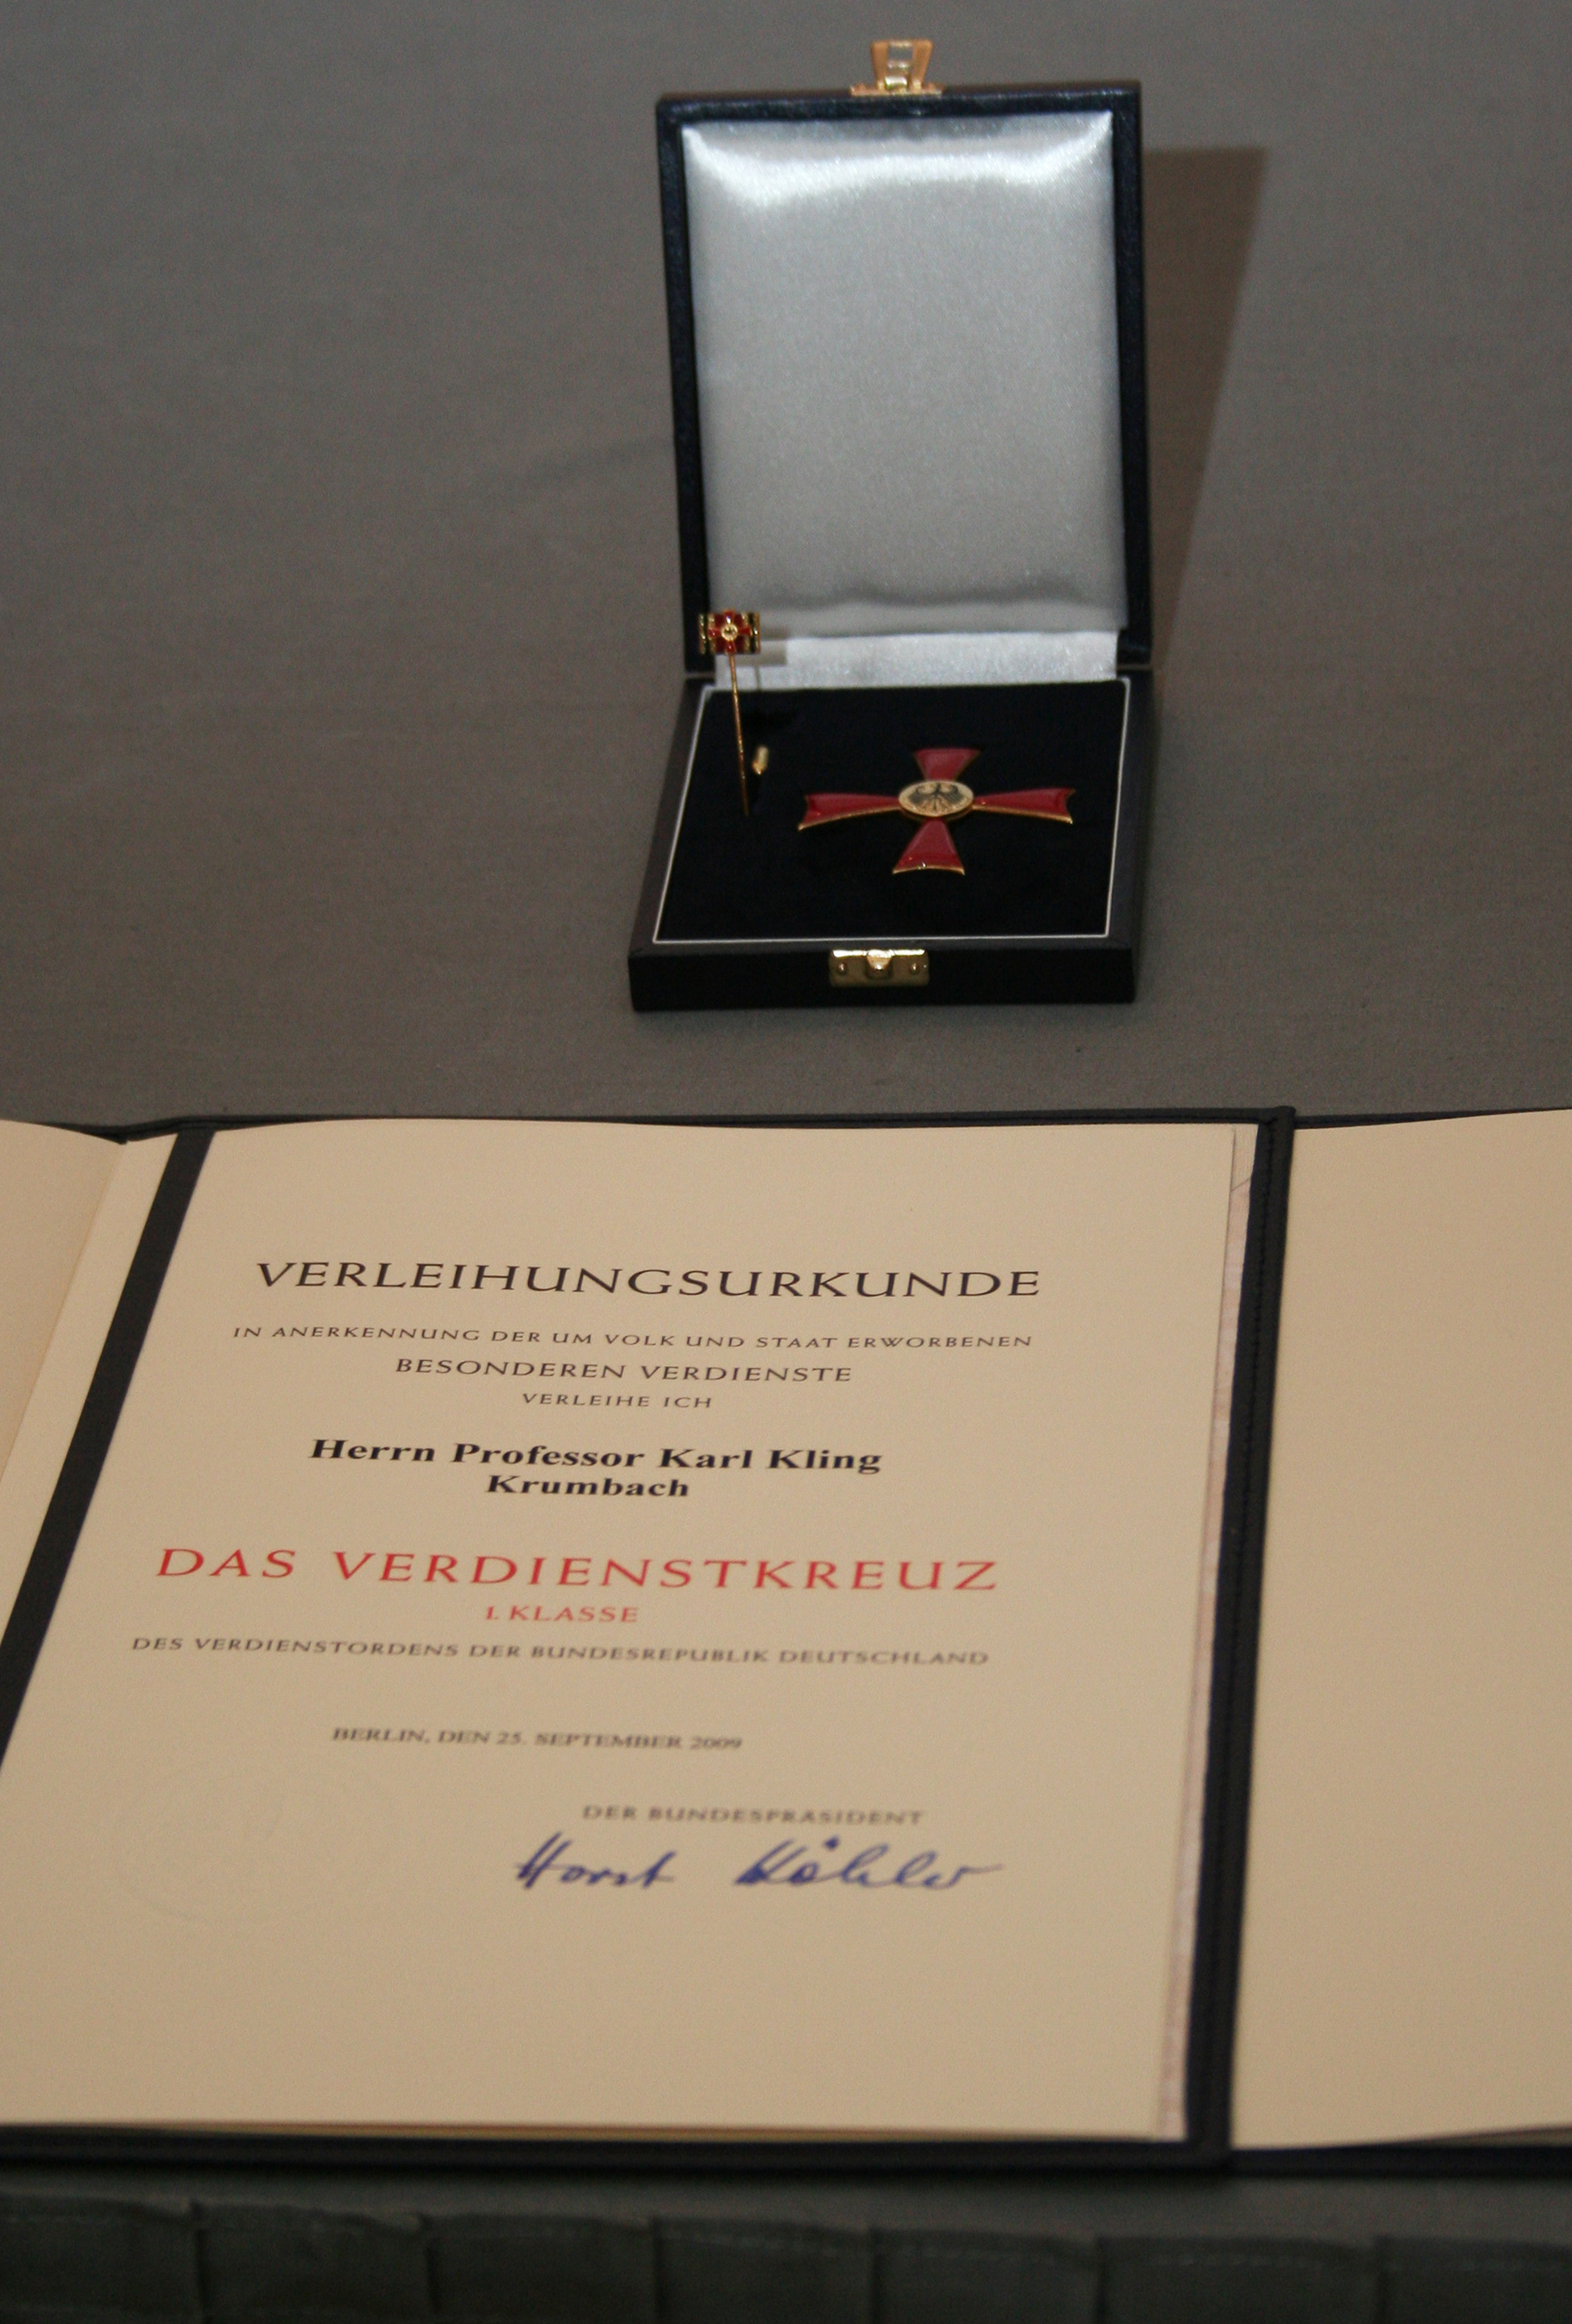 VERLEIHUNGSURKUNDE
IN ANERKENNUNG DER UM VOLK UND STAAT ERWORBENEN
BESONDEREN VERDIENSTE
VERLEIHE ICH
Herrn Professor Karl Kling
Krumbach
DAS VERDIENSTKREUZ
1. KLASSE
DES VERDIENSTORDENS DER BUNDESREPUBLIK DEUTSCHLAND
BERLIN, DEN 25. SEPTEMBER 2009
DER BUNDESPRÄSIDENT
Horst Köhler